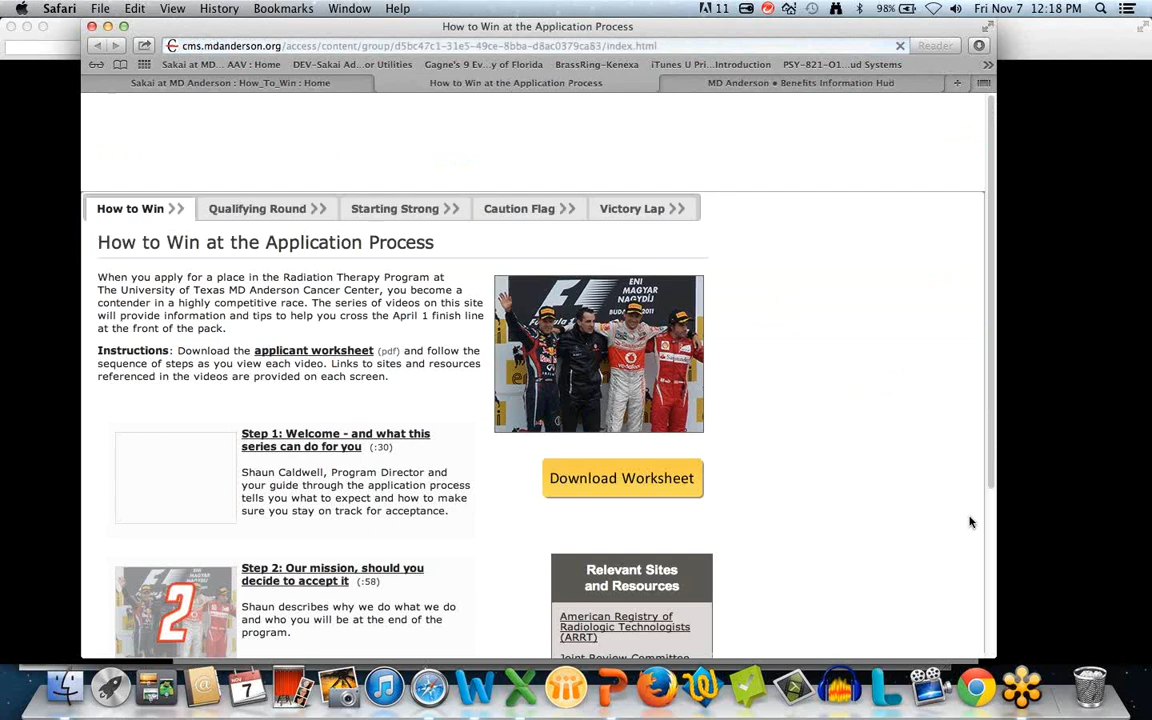 Safari File Edit View History Bookmarks Window Help 11 98% Fri Nov 7 12:18 PM
How to Win at the Application Process
cms.mdanderson.org/access/content/group/d5bc47c1-31e5-49ce-8bba-d8ac0379ca83/index.html Reader
Sakai at MD... AAV : Home DEV-Sakai Ad...or Utilities Gagne's 9 Ev...y of Florida BrassRing-Kenexa iTunes U Pri...Introduction PSY-821-O1...ud Systems
Sakai at MD Anderson : How_To_Win : Home How to Win at the Application Process MD Anderson • Benefits Information Hub
How to Win >> Qualifying Round >> Starting Strong >> Caution Flag >> Victory Lap >>
How to Win at the Application Process
When you apply for a place in the Radiation Therapy Program at
The University of Texas MD Anderson Cancer Center, you become a
contender in a highly competitive race. The series of videos on this site
will provide information and tips to help you cross the April 1 finish line
at the front of the pack.
Instructions: Download the applicant worksheet (pdf) and follow the
sequence of steps as you view each video. Links to sites and resources
referenced in the videos are provided on each screen.
ENI
MAGYAR
NAGYDÍJ
Formula 1
2011
Step 1: Welcome - and what this
series can do for you (:30)
Shaun Caldwell, Program Director and
your guide through the application process
tells you what to expect and how to make
sure you stay on track for acceptance.
Download Worksheet
Step 2: Our mission, should you
decide to accept it (:58)
Shaun describes why we do what we do
and who you will be at the end of the
program.
2
Relevant Sites
and Resources
American Registry of
Radiologic Technologists
(ARRT)
Joint Review Committee
NOV
7